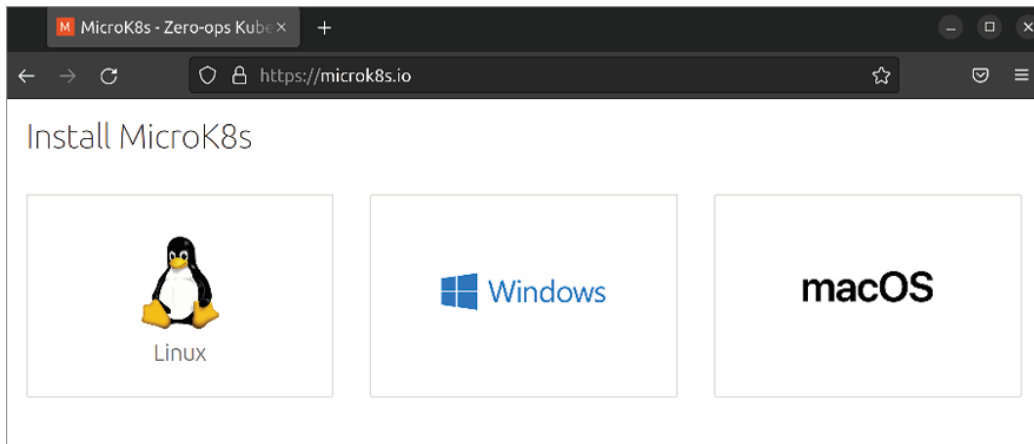 M MicroK8s - Zero-ops Kube
https://microk8s.io
Install MicroK8s
Linux
Windows
macOS